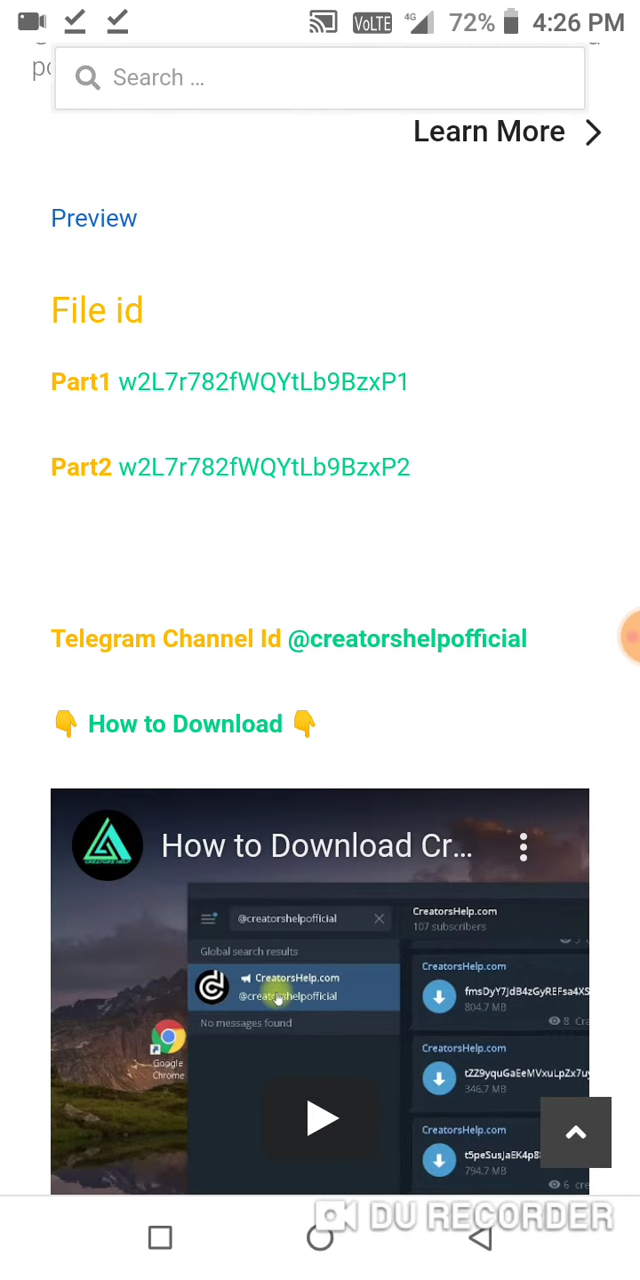 VoLTE 4G 72% 4:26 PM
Search ...
Learn More
Preview
File id
Part1 w2L7r782fWQYtLb9BzxP1
Part2 w2L7r782fWQYtLb9BzxP2
Telegram Channel Id @creatorshelpofficial
👇 How to Download 👇
How to Download Cr...
@creatorshelpofficial
CreatorsHelp.com
107 subscribers
Global search results
CreatorsHelp.com
@creatorshelpofficial
No messages found
CreatorsHelp.com
804.7 MB
8
CreatorsHelp.com
346.7 MB
CreatorsHelp.com
794.7 MB
6
Google
Chrome
DU RECORDER